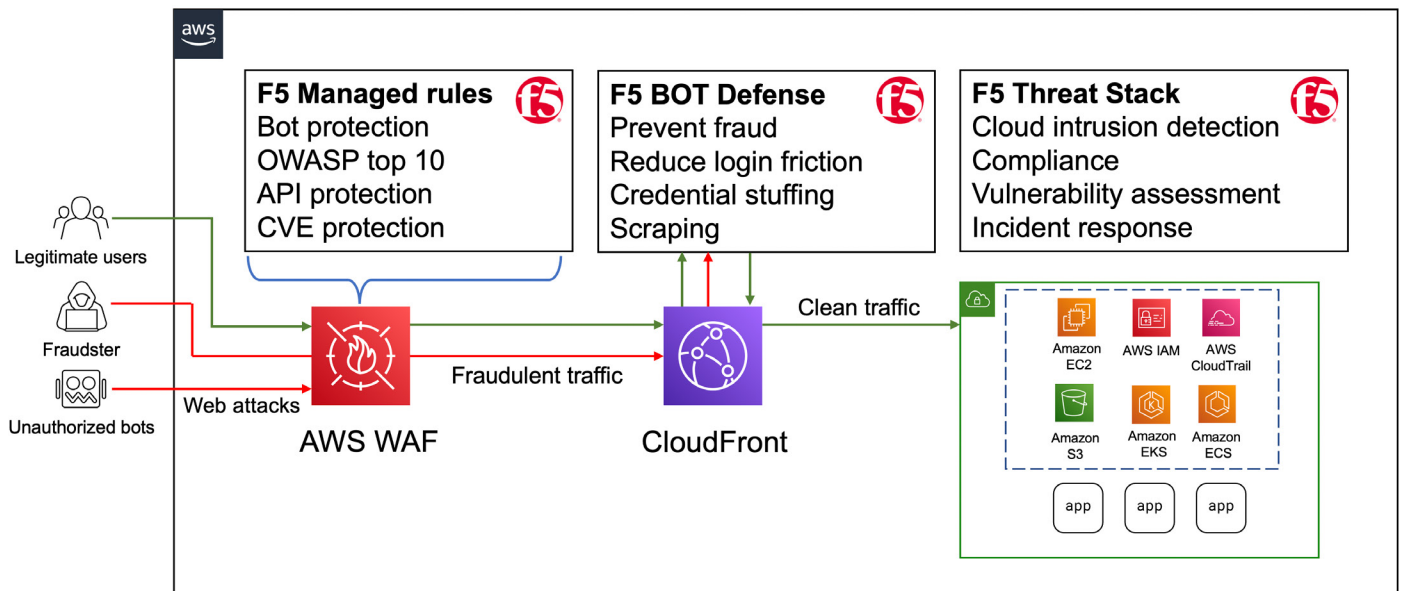 aws
F5 Managed rules
f5
Bot protection
OWASP top 10
API protection
CVE protection
F5 BOT Defense
f5
Prevent fraud
Reduce login friction
Credential stuffing
Scraping
F5 Threat Stack
f5
Cloud intrusion detection
Compliance
Vulnerability assessment
Incident response
Legitimate users
Fraudster
Unauthorized bots
Web attacks
AWS WAF
Fraudulent traffic
CloudFront
Clean traffic
Amazon
EC2
AWS IAM
AWS
CloudTrail
Amazon
S3
Amazon
EKS
Amazon
ECS
app
app
app